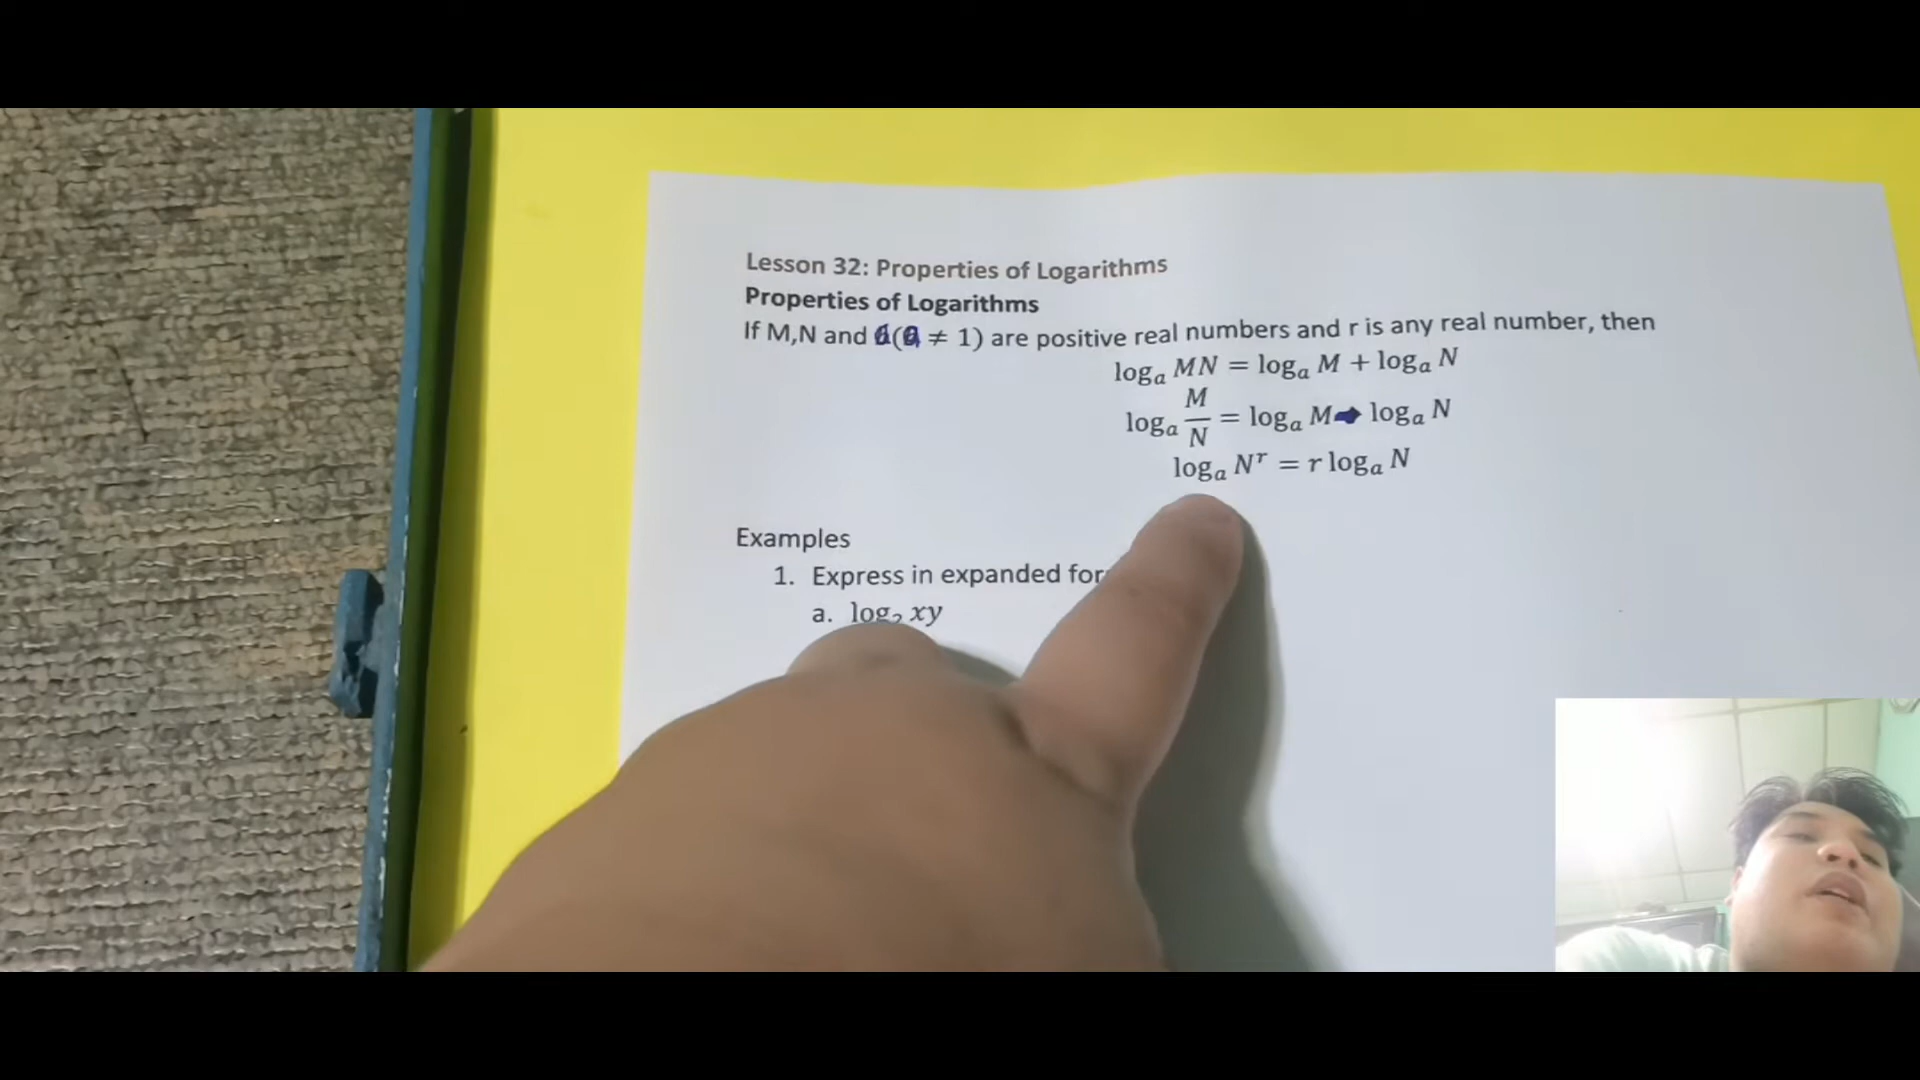 Lesson 32: Properties of Logarithms
Properties of Logarithms
If M,N and a(a ≠ 1) are positive real numbers and r is any real number, then
logₐ MN = logₐ M + logₐ N
logₐ M/N = logₐ M - logₐ N
logₐ Nʳ = r logₐ N
Examples
1. Express in expanded
a. log₂ xy